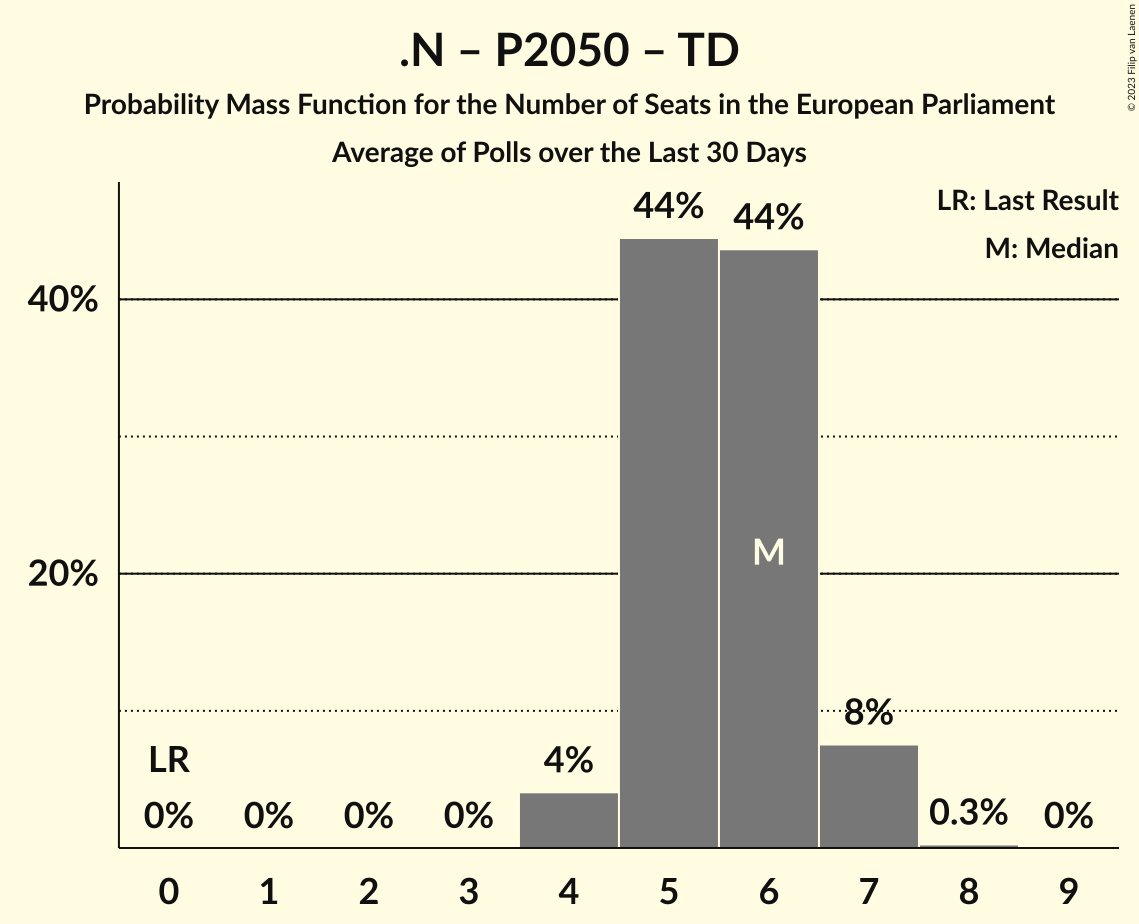 .N – P2050 – TD
Probability Mass Function for the Number of Seats in the European Parliament
Average of Polls over the Last 30 Days
© 2023 Filip van Laenen
LR: Last Result
M: Median
44%
44%
40%
M
20%
8%
LR
4%
0%
0%
0%
0%
0.3%
0%
0 1 2 3 4 5 6 7 8 9